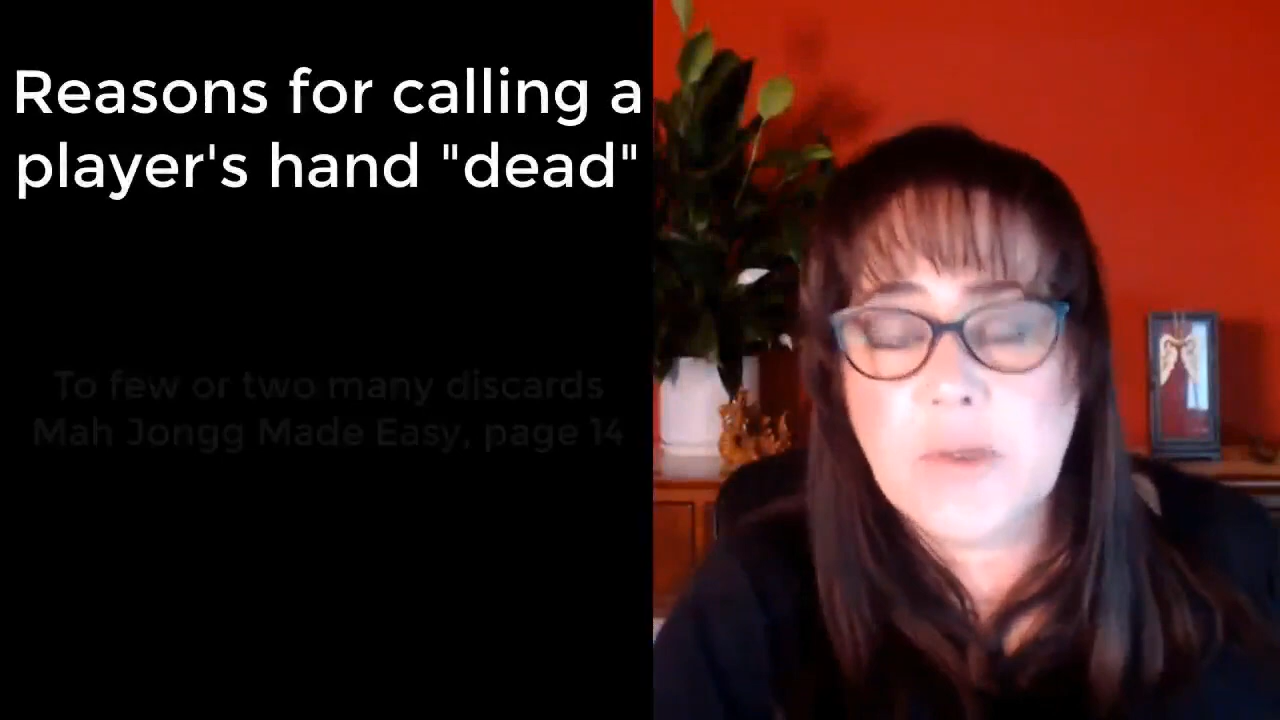 Reasons for calling a
player's hand "dead"
To few or two many discards
Mah Jongg Made Easy, page 14